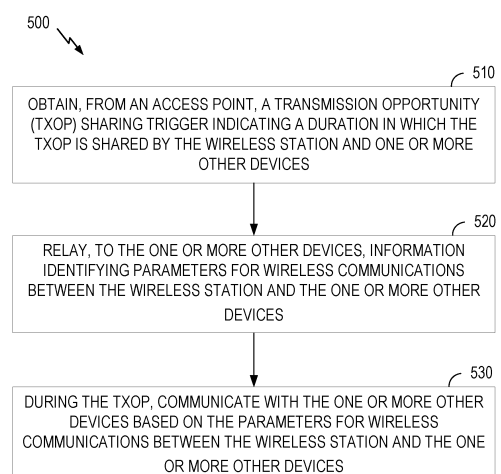 500
510
OBTAIN, FROM AN ACCESS POINT, A TRANSMISSION OPPORTUNITY
(TXOP) SHARING TRIGGER INDICATING A DURATION IN WHICH THE
TXOP IS SHARED BY THE WIRELESS STATION AND ONE OR MORE
OTHER DEVICES
520
RELAY, TO THE ONE OR MORE OTHER DEVICES, INFORMATION
IDENTIFYING PARAMETERS FOR WIRELESS COMMUNICATIONS
BETWEEN THE WIRELESS STATION AND THE ONE OR MORE OTHER
DEVICES
530
DURING THE TXOP, COMMUNICATE WITH THE ONE OR MORE OTHER
DEVICES BASED ON THE PARAMETERS FOR WIRELESS
COMMUNICATIONS BETWEEN THE WIRELESS STATION AND THE ONE
OR MORE OTHER DEVICES